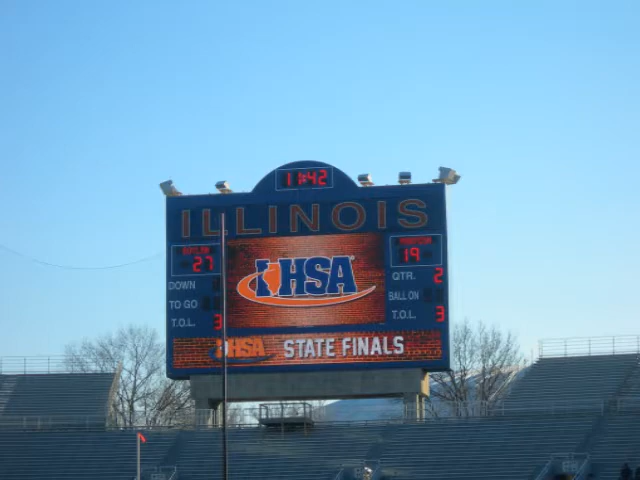 11:42
ILLINOIS
27 19
IHSA
DOWN QTR. 2
TO GO BALL ON
T.O.L. 3 T.O.L. 3
IHSA STATE FINALS